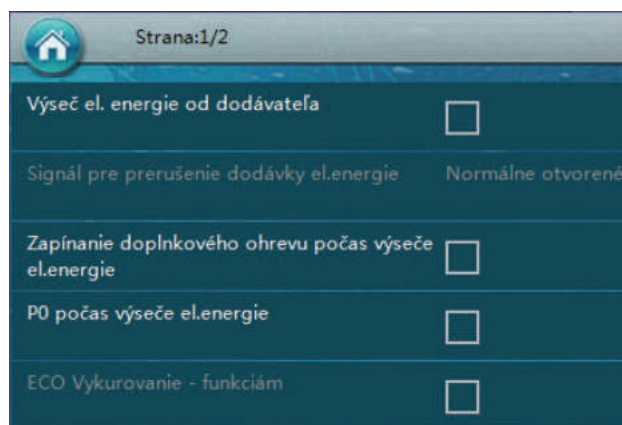 Strana:1/2
Výseč el. energie od dodávateľa
Signál pre prerušenie dodávky el.energie Normálne otvorené
Zapínanie doplnkového ohrevu počas výseče
el.energie
P0 počas výseče el.energie
ECO Vykurovanie - funkciám